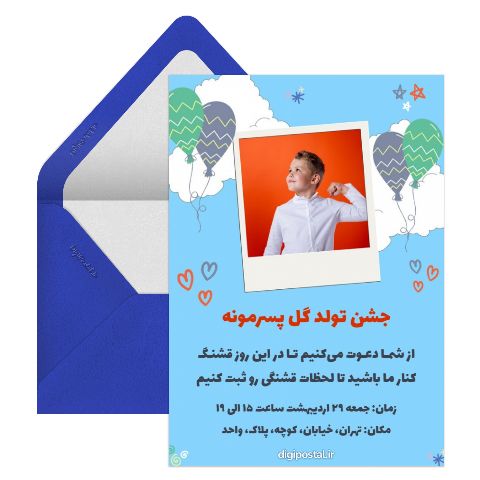 جشن تولد گل پسرمونه
از شما دعوت می‌کنیم تا در این روز قشنگ
کنار ما باشید تا لحظات قشنگی رو ثبت کنیم
زمان: جمعه ۲۹ اردیبهشت ساعت ۱۵ الی ۱۹
مکان: تهران، خیابان، کوچه، پلاک، واحد
digipostal.ir